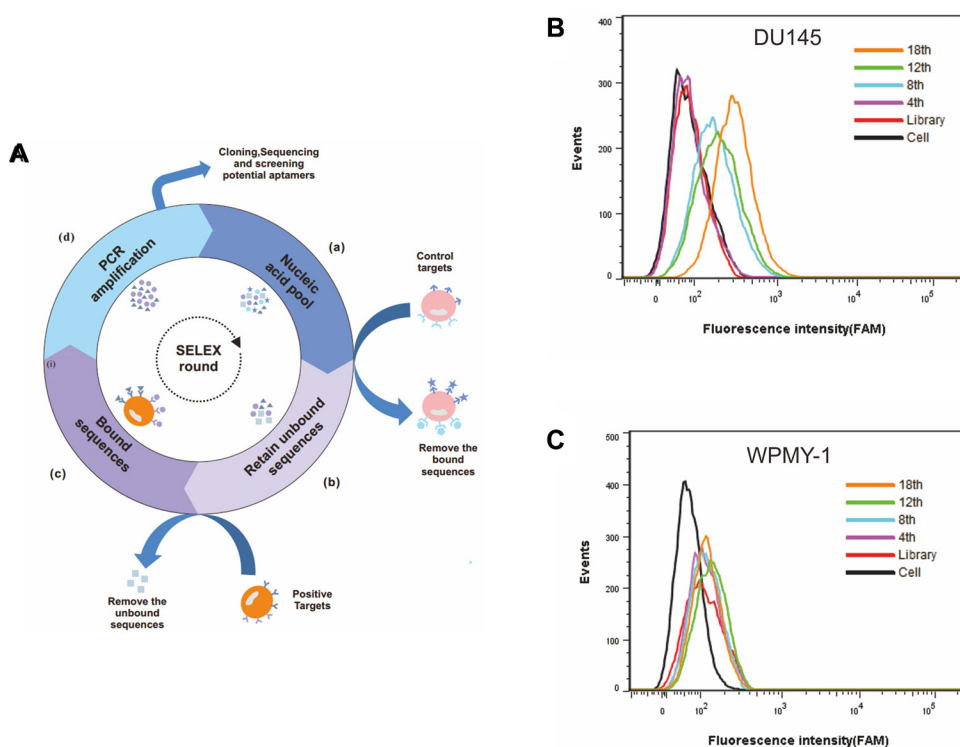 A
Cloning,Sequencing
and screening
potential aptamers
(d)
PCR
amplification
(a)
Nucleic
acid pool
Control
targets
SELEX
round
(i)
Bound
sequences
(c)
Retain unbound
sequences
(b)
Remove the
bound
sequences
Remove the
unbound
sequences
Positive
Targets
B
DU145
400
300
200
100
0
Events
18th
12th
8th
4th
Library
Cell
0
10²
10³
10⁴
10⁵
Fluorescence intensity(FAM)
C
WPMY-1
500
400
300
200
100
0
Events
18th
12th
8th
4th
Library
Cell
0
10²
10³
10⁴
10⁵
Fluorescence intensity(FAM)